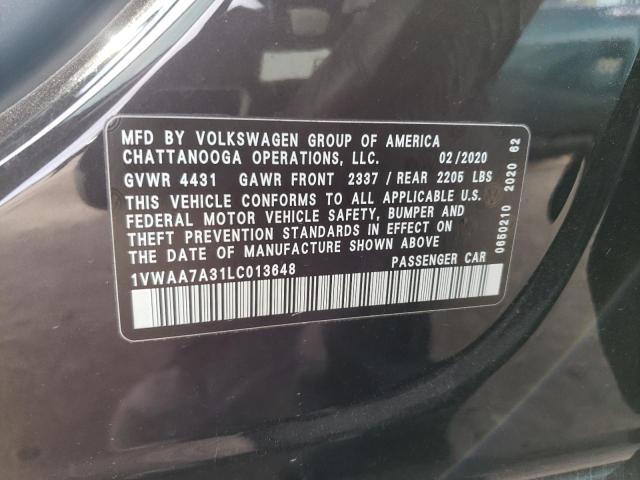 MFD BY VOLKSWAGEN GROUP OF AMERICA
CHATTANOOGA OPERATIONS, LLC. 02/2020
GVWR 4431 GAWR FRONT 2337 / REAR 2205 LBS
THIS VEHICLE CONFORMS TO ALL APPLICABLE U.S.
FEDERAL MOTOR VEHICLE SAFETY, BUMPER AND
THEFT PREVENTION STANDARDS IN EFFECT ON
THE DATE OF MANUFACTURE SHOWN ABOVE
1VWAA7A31LC013648 PASSENGER CAR
0650210 2020 62